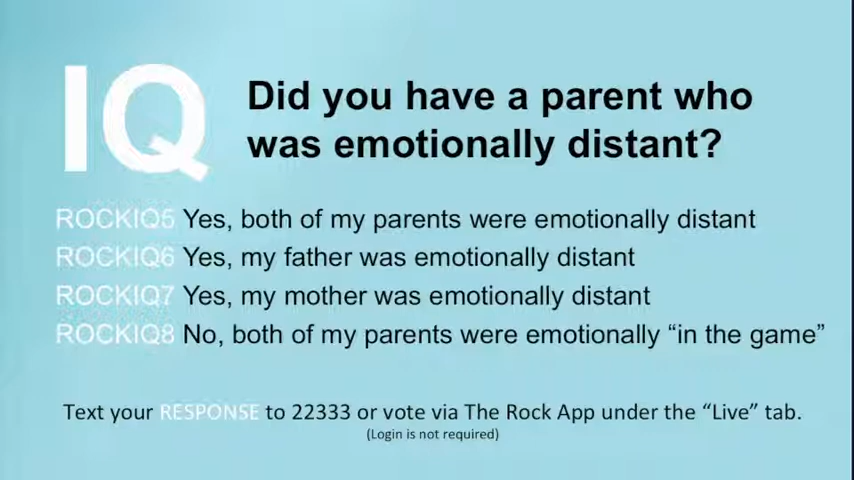 IQ
Did you have a parent who
was emotionally distant?
ROCKIQ5 Yes, both of my parents were emotionally distant
ROCKIQ6 Yes, my father was emotionally distant
ROCKIQ7 Yes, my mother was emotionally distant
ROCKIQ8 No, both of my parents were emotionally “in the game”
Text your RESPONSE to 22333 or vote via The Rock App under the “Live” tab.
(Login is not required)